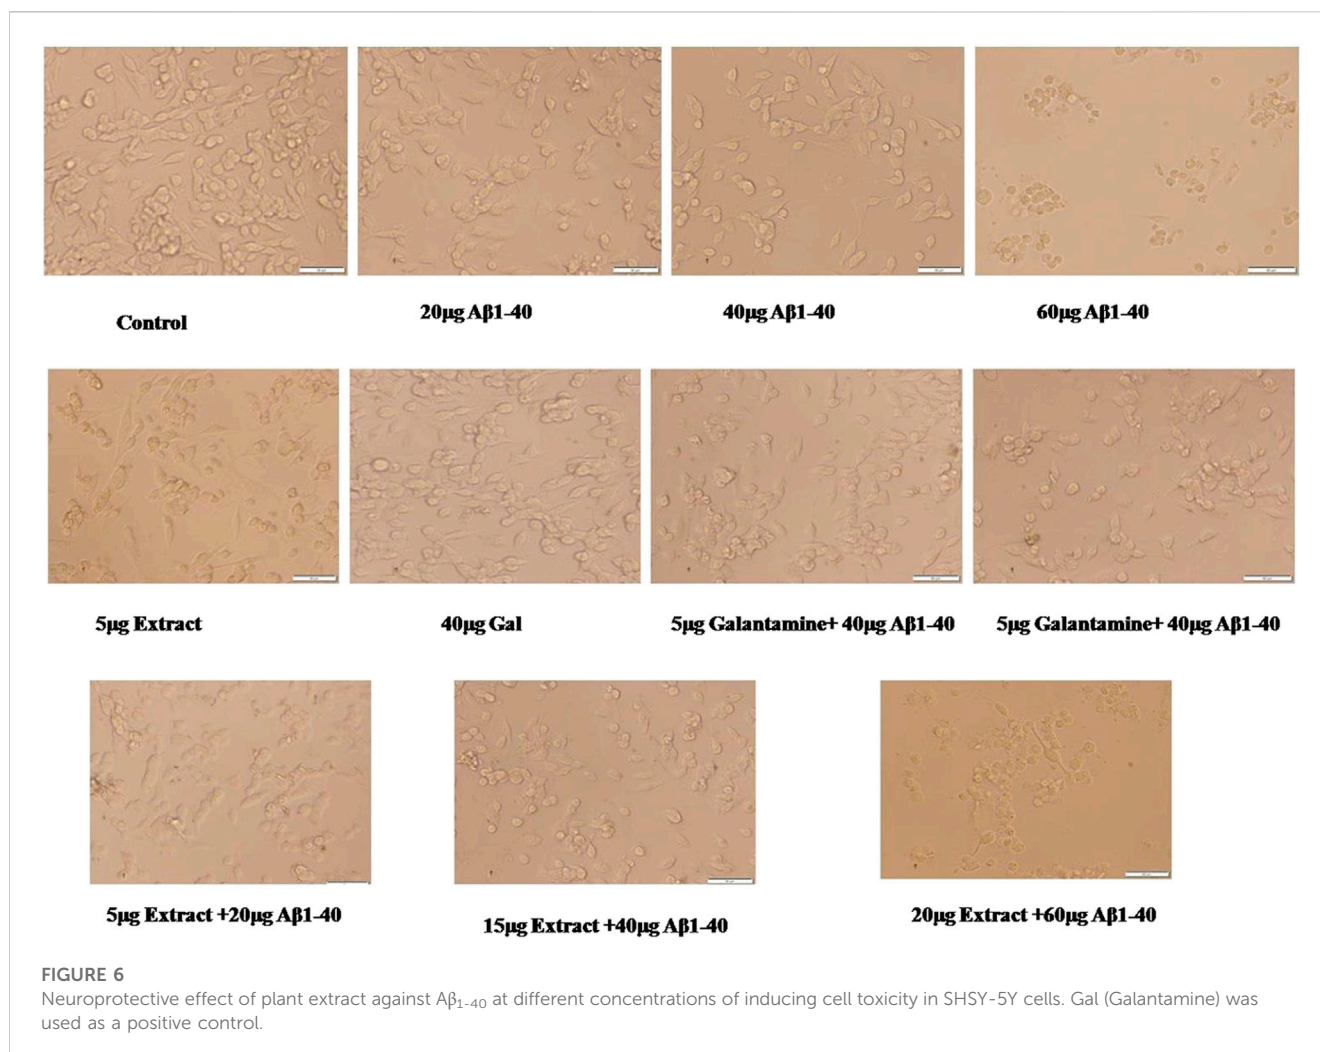 Control
20μg Aβ1-40
40μg Aβ1-40
60μg Aβ1-40
5μg Extract
40μg Gal
5μg Galantamine+ 40μg Aβ1-40
5μg Galantamine+ 40μg Aβ1-40
5μg Extract +20μg Aβ1-40
15μg Extract +40μg Aβ1-40
20μg Extract +60μg Aβ1-40
FIGURE 6
Neuroprotective effect of plant extract against Aβ1-40 at different concentrations of inducing cell toxicity in SHSY-5Y cells. Gal (Galantamine) was
used as a positive control.